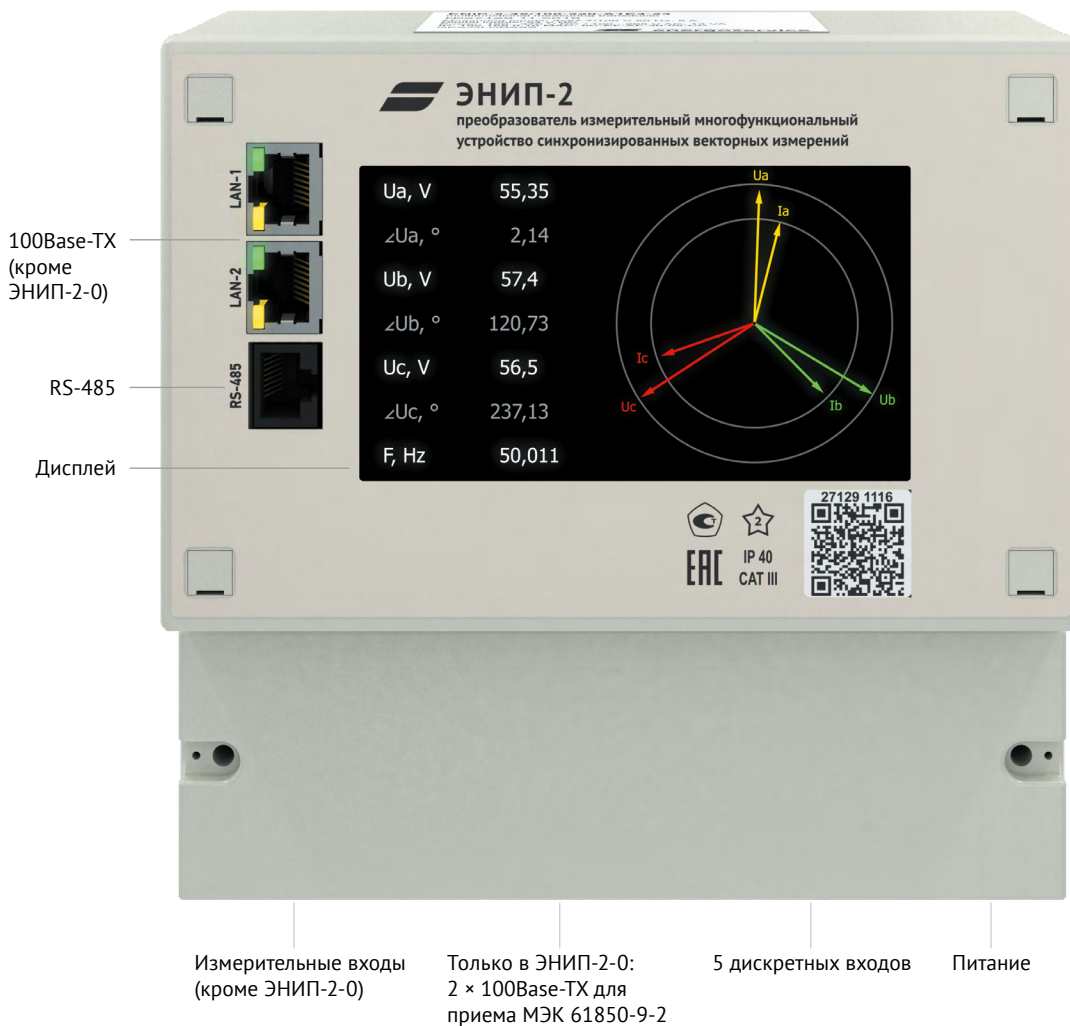 energoservice
ЭНИП-2
преобразователь измерительный многофункциональный
устройство синхронизированных векторных измерений
LAN-1
LAN-2
RS-485
100Base-TX
(кроме
ЭНИП-2-0)
RS-485
Дисплей
Ua, V 55,35
∠Ua, ° 2,14
Ub, V 57,4
∠Ub, ° 120,73
Uc, V 56,5
∠Uc, ° 237,13
F, Hz 50,011
Ua
Ia
Ic
Uc
Ib
Ub
2
ЕАС
IP 40
CAT III
27129 1116
Измерительные входы
(кроме ЭНИП-2-0)
Только в ЭНИП-2-0:
2 × 100Base-TX для
приема МЭК 61850-9-2
5 дискретных входов
Питание